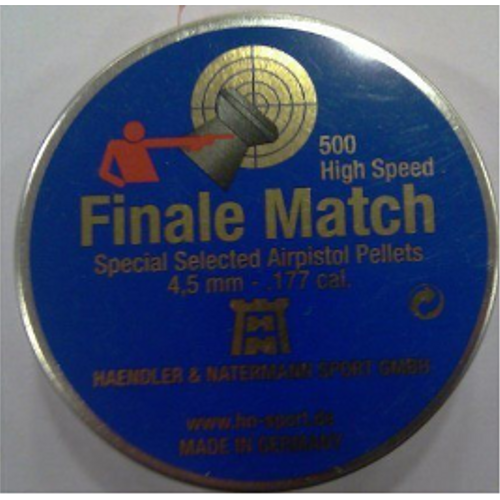 500
High Speed
Finale Match
Special Selected Airpistol Pellets
4,5 mm - .177 cal.
HAENDLER & NATERMANN SPORT GMBH
www.hn-sport.de
MADE IN GERMANY